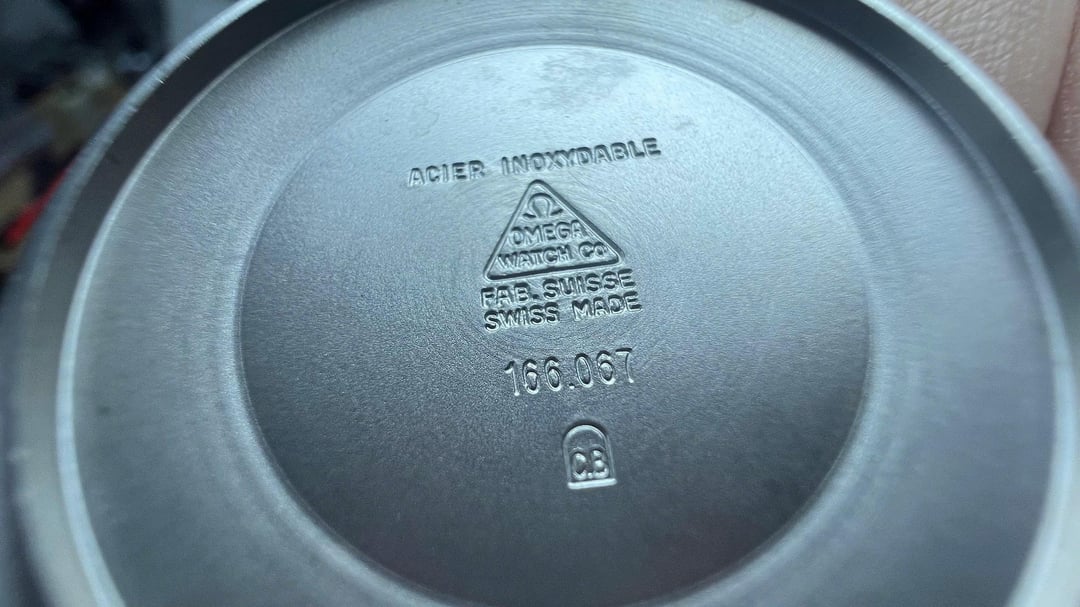 ACIER INOXYDABLE
Ω
OMEGA
WATCH Co
FAB. SUISSE
SWISS MADE
166.067
C.B